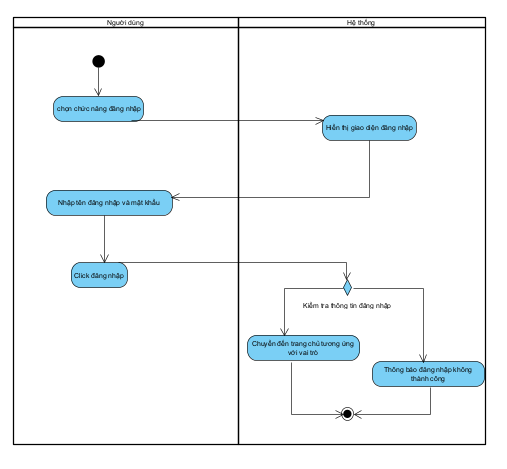 Người dùng
Hệ thống
chọn chức năng đăng nhập
Hiển thị giao diện đăng nhập
Nhập tên đăng nhập và mật khẩu
Click đăng nhập
Kiểm tra thông tin đăng nhập
Chuyển đến trang chủ tương ứng
với vai trò
Thông báo đăng nhập không
thành công